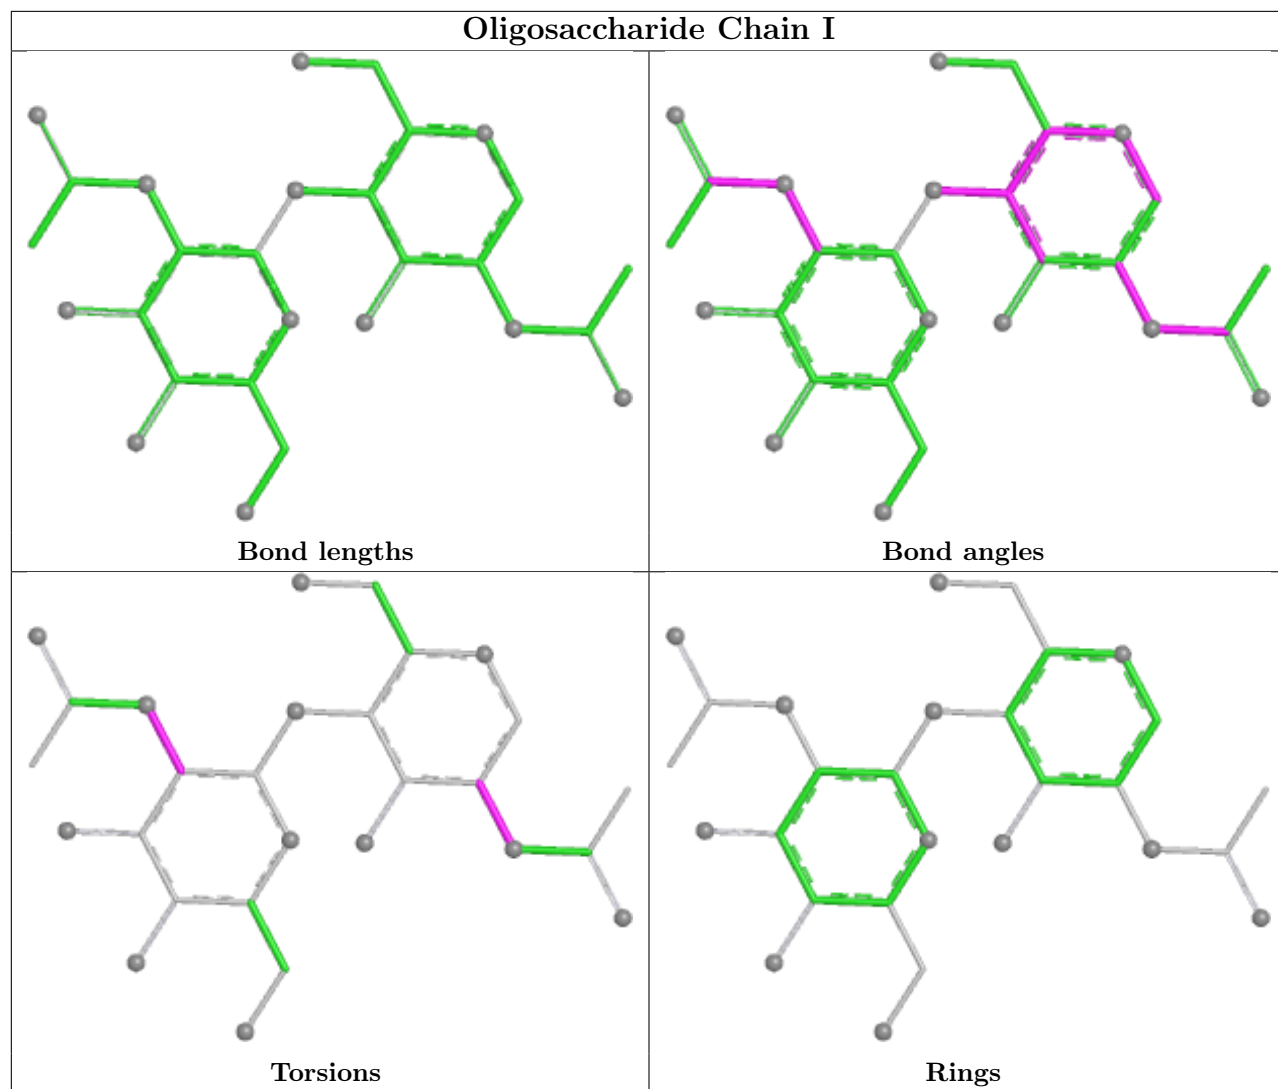 Oligosaccharide Chain I
Bond lengths
Bond angles
Torsions
Rings